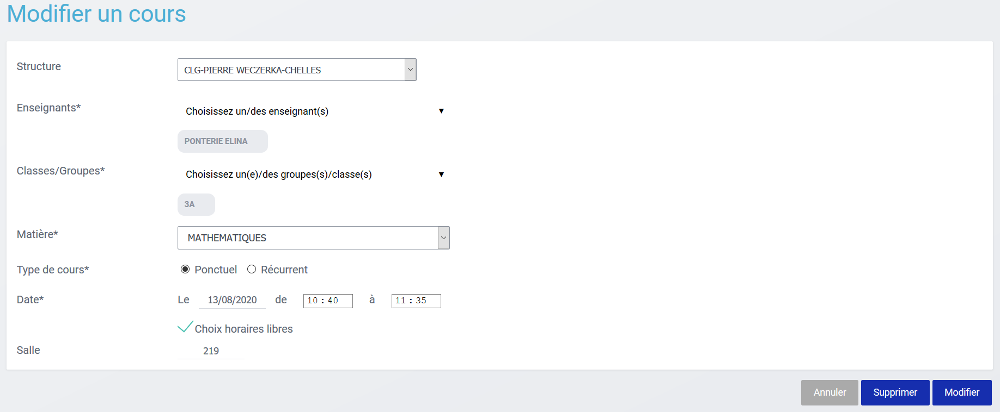 Modifier un cours
Structure
CLG-PIERRE WECZERKA-CHELLES
Enseignants*
Choisissez un/des enseignant(s)
PONTERIE ELINA
Classes/Groupes*
Choisissez un(e)/des groupes(s)/classe(s)
3A
Matière*
MATHEMATIQUES
Type de cours*
Ponctuel Récurrent
Date*
Le 13/08/2020 de 10 : 40 à 11 : 35
Choix horaires libres
Salle
219
Annuler Supprimer Modifier